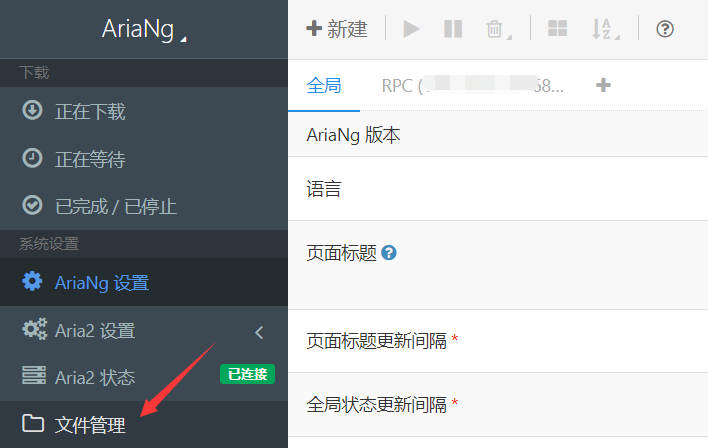 AriaNg
下载
正在下载
正在等待
已完成 / 已停止
系统设置
AriaNg 设置
Aria2 设置
Aria2 状态 已连接
文件管理
新建
全局 RPC ( 68...
AriaNg 版本
语言
页面标题
页面标题更新间隔 *
全局状态更新间隔 *